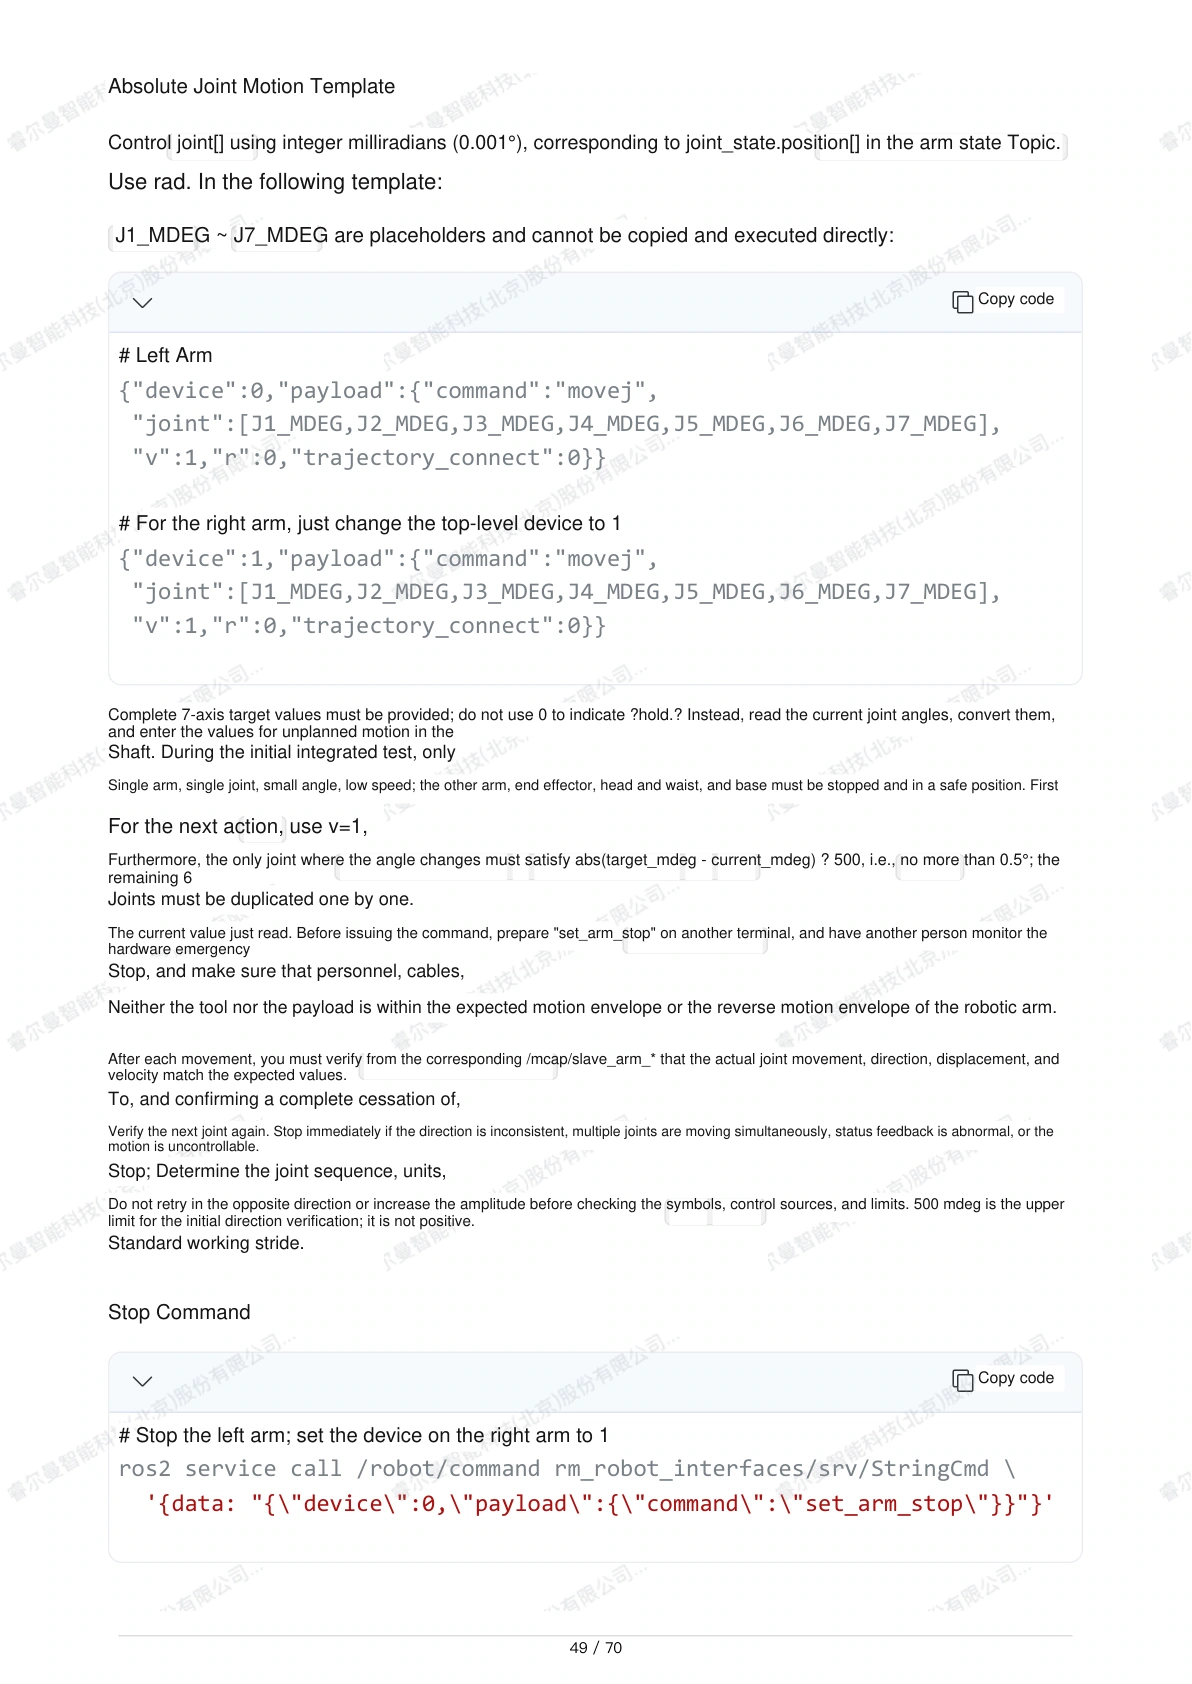 Absolute Joint Motion Template
Control joint[] using integer milliradians (0.001°), corresponding to joint_state.position[] in the arm state Topic.
Use rad. In the following template:
J1_MDEG ~ J7_MDEG are placeholders and cannot be copied and executed directly:
Copy code
# Left Arm
{"device":0,"payload":{"command":"movej",
"joint":[J1_MDEG,J2_MDEG,J3_MDEG,J4_MDEG,J5_MDEG,J6_MDEG,J7_MDEG],
"v":1,"r":0,"trajectory_connect":0}}
# For the right arm, just change the top-level device to 1
{"device":1,"payload":{"command":"movej",
"joint":[J1_MDEG,J2_MDEG,J3_MDEG,J4_MDEG,J5_MDEG,J6_MDEG,J7_MDEG],
"v":1,"r":0,"trajectory_connect":0}}
Complete 7-axis target values must be provided; do not use 0 to indicate ?hold.? Instead, read the current joint angles, convert them,
and enter the values for unplanned motion in the
Shaft. During the initial integrated test, only
Single arm, single joint, small angle, low speed; the other arm, end effector, head and waist, and base must be stopped and in a safe position. First
For the next action, use v=1,
Furthermore, the only joint where the angle changes must satisfy abs(target_mdeg - current_mdeg) ? 500, i.e., no more than 0.5°; the
remaining 6
Joints must be duplicated one by one.
The current value just read. Before issuing the command, prepare "set_arm_stop" on another terminal, and have another person monitor the
hardware emergency
Stop, and make sure that personnel, cables,
Neither the tool nor the payload is within the expected motion envelope or the reverse motion envelope of the robotic arm.
After each movement, you must verify from the corresponding /mcap/slave_arm_* that the actual joint movement, direction, displacement, and
velocity match the expected values.
To, and confirming a complete cessation of,
Verify the next joint again. Stop immediately if the direction is inconsistent, multiple joints are moving simultaneously, status feedback is abnormal, or the
motion is uncontrollable.
Stop; Determine the joint sequence, units,
Do not retry in the opposite direction or increase the amplitude before checking the symbols, control sources, and limits. 500 mdeg is the upper
limit for the initial direction verification; it is not positive.
Standard working stride.
Stop Command
Copy code
# Stop the left arm; set the device on the right arm to 1
ros2 service call /robot/command rm_robot_interfaces/srv/StringCmd \
'{data: "{\"device\":0,\"payload\":{\"command\":\"set_arm_stop\"}}"}'
49 / 70